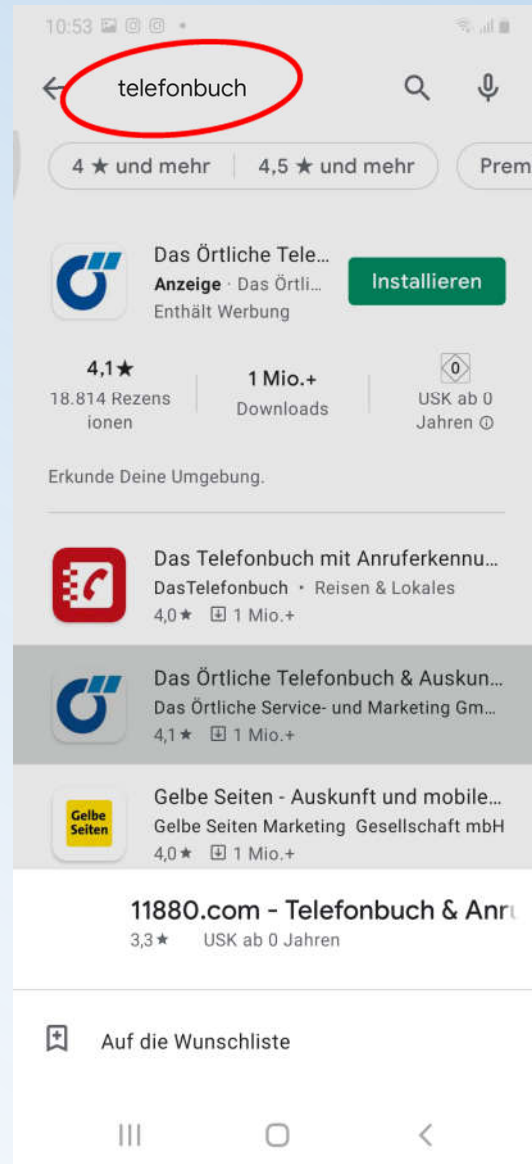 10:53
telefonbuch
4 ★ und mehr
4,5 ★ und mehr
Prem
Das Örtliche Tele...
Anzeige · Das Örtli...
Enthält Werbung
Installieren
4,1★
18.814 Rezens
ionen
1 Mio.+
Downloads
0
USK ab 0
Jahren
Erkunde Deine Umgebung.
Das Telefonbuch mit Anruferkennu...
DasTelefonbuch • Reisen & Lokales
4,0★ 1 Mio.+
Das Örtliche Telefonbuch & Auskun...
Das Örtliche Service- und Marketing Gm...
4,1★ 1 Mio.+
Gelbe
Seiten
Gelbe Seiten - Auskunft und mobile...
Gelbe Seiten Marketing Gesellschaft mbH
4,0★ 1 Mio.+
11880.com - Telefonbuch & Anru
3,3★ USK ab 0 Jahren
Auf die Wunschliste